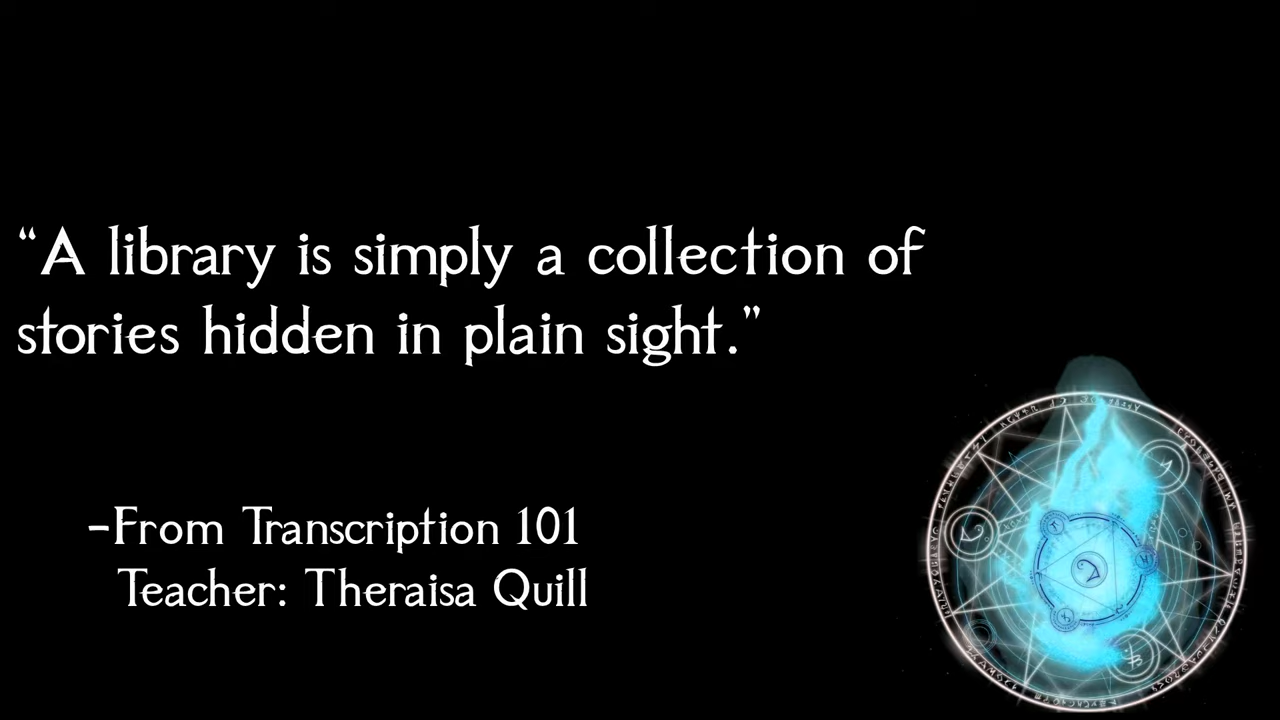 “A library is simply a collection of
stories hidden in plain sight.”
-From Transcription 101
Teacher: Theraisa Quill